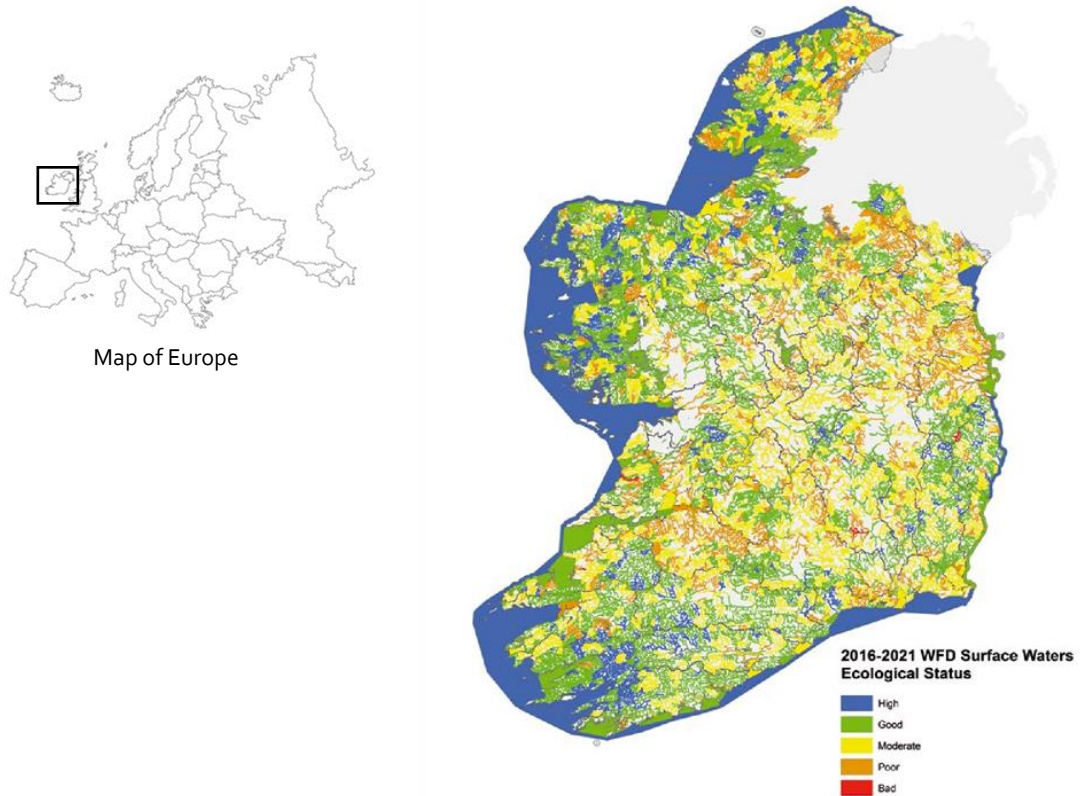 Map of Europe
2016-2021 WFD Surface Waters
Ecological Status
High
Good
Moderate
Poor
Bad